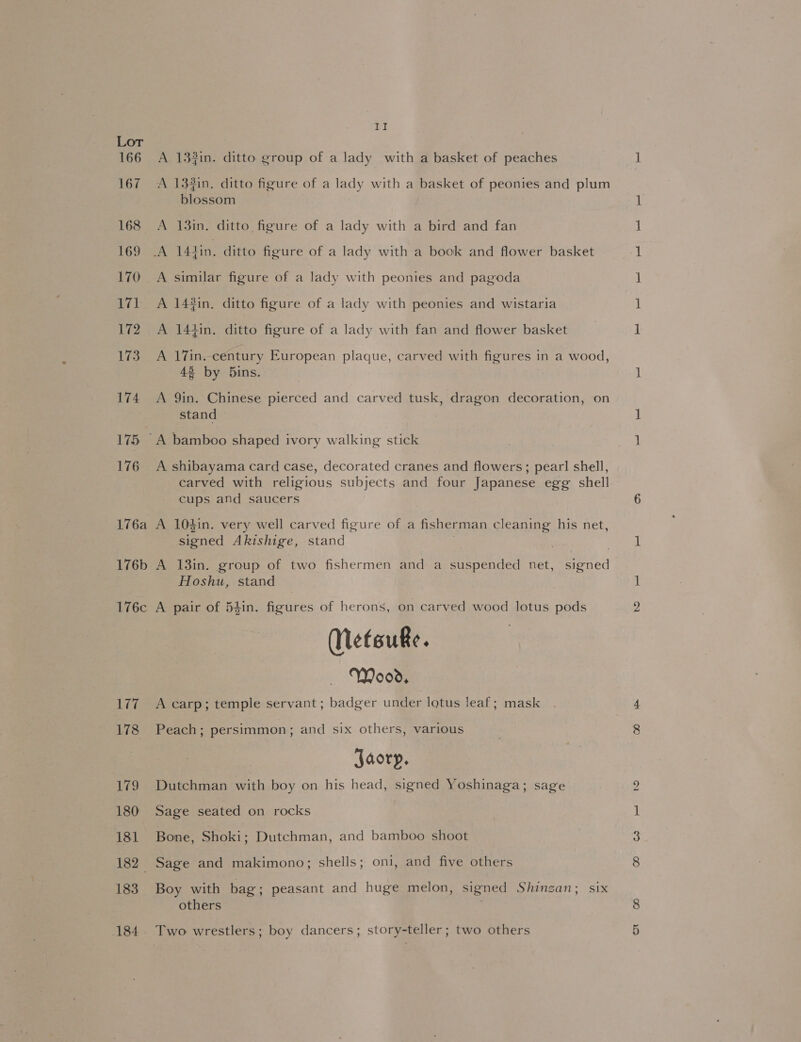 11
Lot
166 A 13¾in. ditto group of a lady with a basket of peaches 1
167 A 13¾in. ditto figure of a lady with a basket of peonies and plum
blossom 1
168 A 13in. ditto figure of a lady with a bird and fan 1
169 A 14½in. ditto figure of a lady with a book and flower basket 1
170 A similar figure of a lady with peonies and pagoda 1
171 A 14¾in. ditto figure of a lady with peonies and wistaria 1
172 A 14½in. ditto figure of a lady with fan and flower basket 1
173 A 17in.-century European plaque, carved with figures in a wood,
4¾ by 5ins. 1
174 A 9in. Chinese pierced and carved tusk, dragon decoration, on
stand 1
175 A bamboo shaped ivory walking stick 1
176 A shibayama card case, decorated cranes and flowers; pearl shell,
carved with religious subjects and four Japanese egg shell
cups and saucers 6
176a A 10½in. very well carved figure of a fisherman cleaning his net,
signed Akishige, stand 1
176b A 13in. group of two fishermen and a suspended net, signed
Hoshu, stand 1
176c A pair of 5½in. figures of herons, on carved wood lotus pods 2
Netsuke.
Wood.
177 A carp; temple servant; badger under lotus leaf; mask 4
178 Peach; persimmon; and six others, various 8
Ivory.
179 Dutchman with boy on his head, signed Yoshinaga; sage 2
180 Sage seated on rocks 1
181 Bone, Shoki; Dutchman, and bamboo shoot 3
182 Sage and makimono; shells; oni, and five others 8
183 Boy with bag; peasant and huge melon, signed Shinzan; six
others 8
184 Two wrestlers; boy dancers; story-teller; two others 5